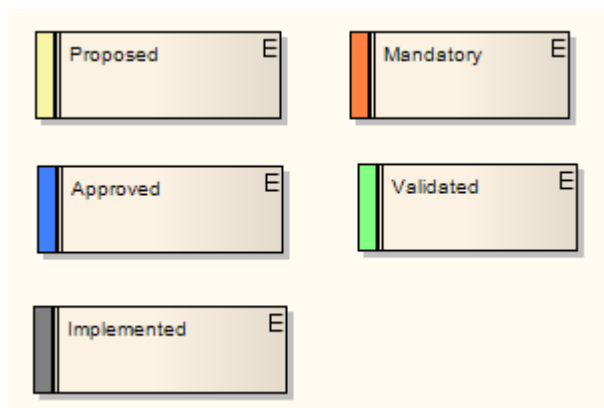 Proposed E
Mandatory E
Approved E
Validated E
Implemented E